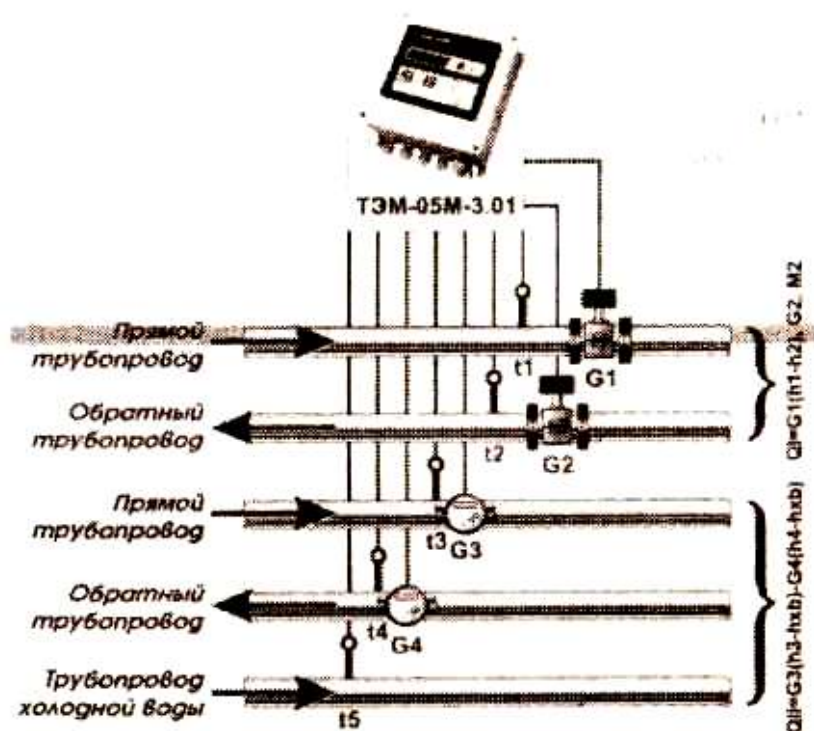 ТЭМ-05М-3.01
Прямой
трубопровод
t1
G1
Обратный
трубопровод
t2
G2
Прямой
трубопровод
t3
G3
Обратный
трубопровод
t4
G4
Трубопровод
холодной воды
t5
QI=G1(h1-h2), G2, M2
QII=G3(h3-hxb)-G4(h4-hxb)